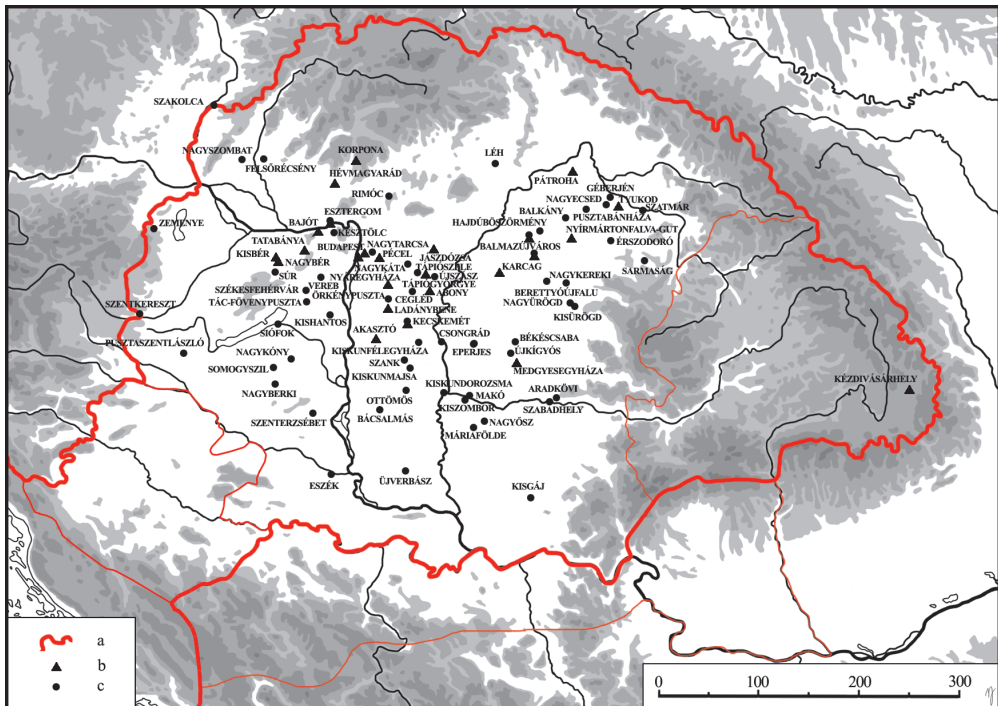 SZAKOLCA
NAGYSZOMBAT
FELSŐRÉCSÉNY
KORPONA
HÉVMAGYARÁD
RIMÓC
LÉH
PÁTROHA
GÉBERJÉN
NAGYECSED
TYUKOD
SZATMÁR
BALKÁNY
PUSZTABÁNHÁZA
HAJDÚBÖSZÖRMÉNY
NYÍRMÁRTONFALVA-GUT
BALMAZÚJVÁROS
ÉRSZODORÓ
SARMASÁG
ZEMENYE
ESZTERGOM
BAJÓT
KESZTÖLC
TATABÁNYA
BUDAPEST
NAGYTARCSA
JÁSZDÓZSA
KISBÉR
NAGYBÉR
PÉCEL
NAGYKÁTA
TÁPIÓSZELE
KARCAG
SÚR
NYÁREGYHÁZA
ÚJSZÁSZ
NAGYKEREKI
VEREB
TÁPIÓGYÖRGYE
BERETTYÓÚJFALU
SZÉKESFEHÉRVÁR
ÖRKÉNYPUSZTA
ABONY
TÁC-FÖVENYPUSZTA
CEGLÉD
NAGYÜRÖGD
SZENTKERESZT
LADÁNYBENE
KISÜRÖGD
KISHANTOS
KECSKEMÉT
SIÓFOK
AKASZTÓ
CSONGRÁD
BÉKÉSCSABA
PUSZTASZENTLÁSZLÓ
NAGYKÓNY
KISKUNFÉLEGYHÁZA
EPERJES
ÚJKÍGYÓS
SOMOGYSZIL
SZANK
MEDGYESEGYHÁZA
KISKUNMAJSA
KÉZDIVÁSÁRHELY
NAGYBERKI
KISKUNDOROZSMA
ARADKÖVI
OTTÖMÖS
MAKÓ
KISZOMBOR
SZABADHELY
BÁCSALMÁS
SZENTERZSÉBET
NAGYŐSZ
MÁRIAFÖLDE
ESZÉK
ÚJVERBÁSZ
KISGÁJ
a
b
c
0 100 200 300